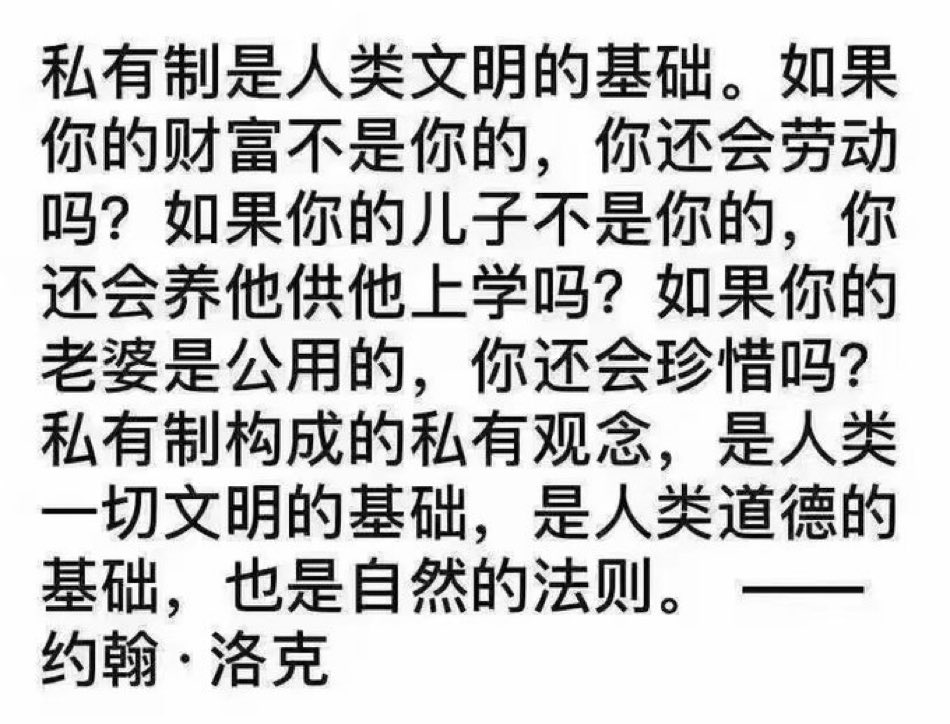 私有制是人类文明的基础。如果
你的财富不是你的，你还会劳动
吗？如果你的儿子不是你的，你
还会养他供他上学吗？如果你的
老婆是公用的，你还会珍惜吗？
私有制构成的私有观念，是人类
一切文明的基础，是人类道德的
基础，也是自然的法则。 ——
约翰·洛克